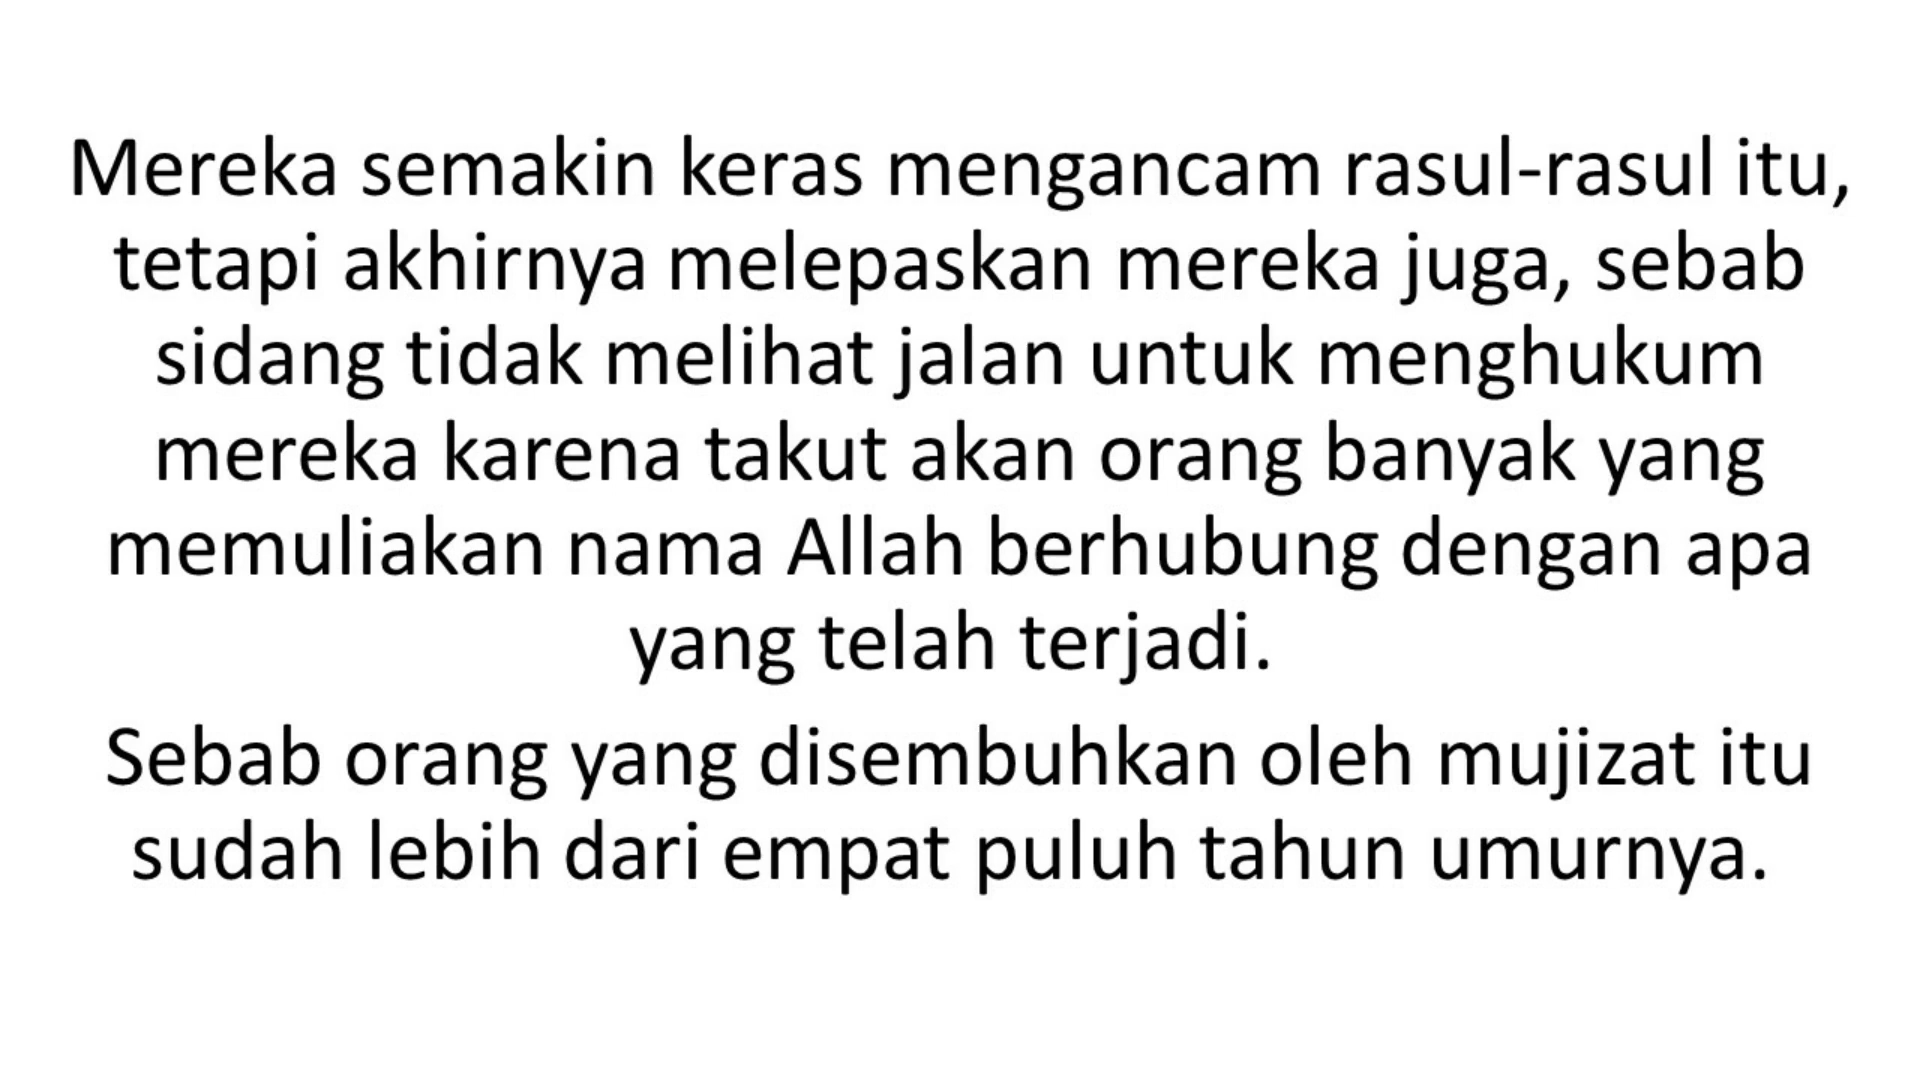 Mereka semakin keras mengancam rasul-rasul itu,
tetapi akhirnya melepaskan mereka juga, sebab
sidang tidak melihat jalan untuk menghukum
mereka karena takut akan orang banyak yang
memuliakan nama Allah berhubung dengan apa
yang telah terjadi.
Sebab orang yang disembuhkan oleh mujizat itu
sudah lebih dari empat puluh tahun umurnya.